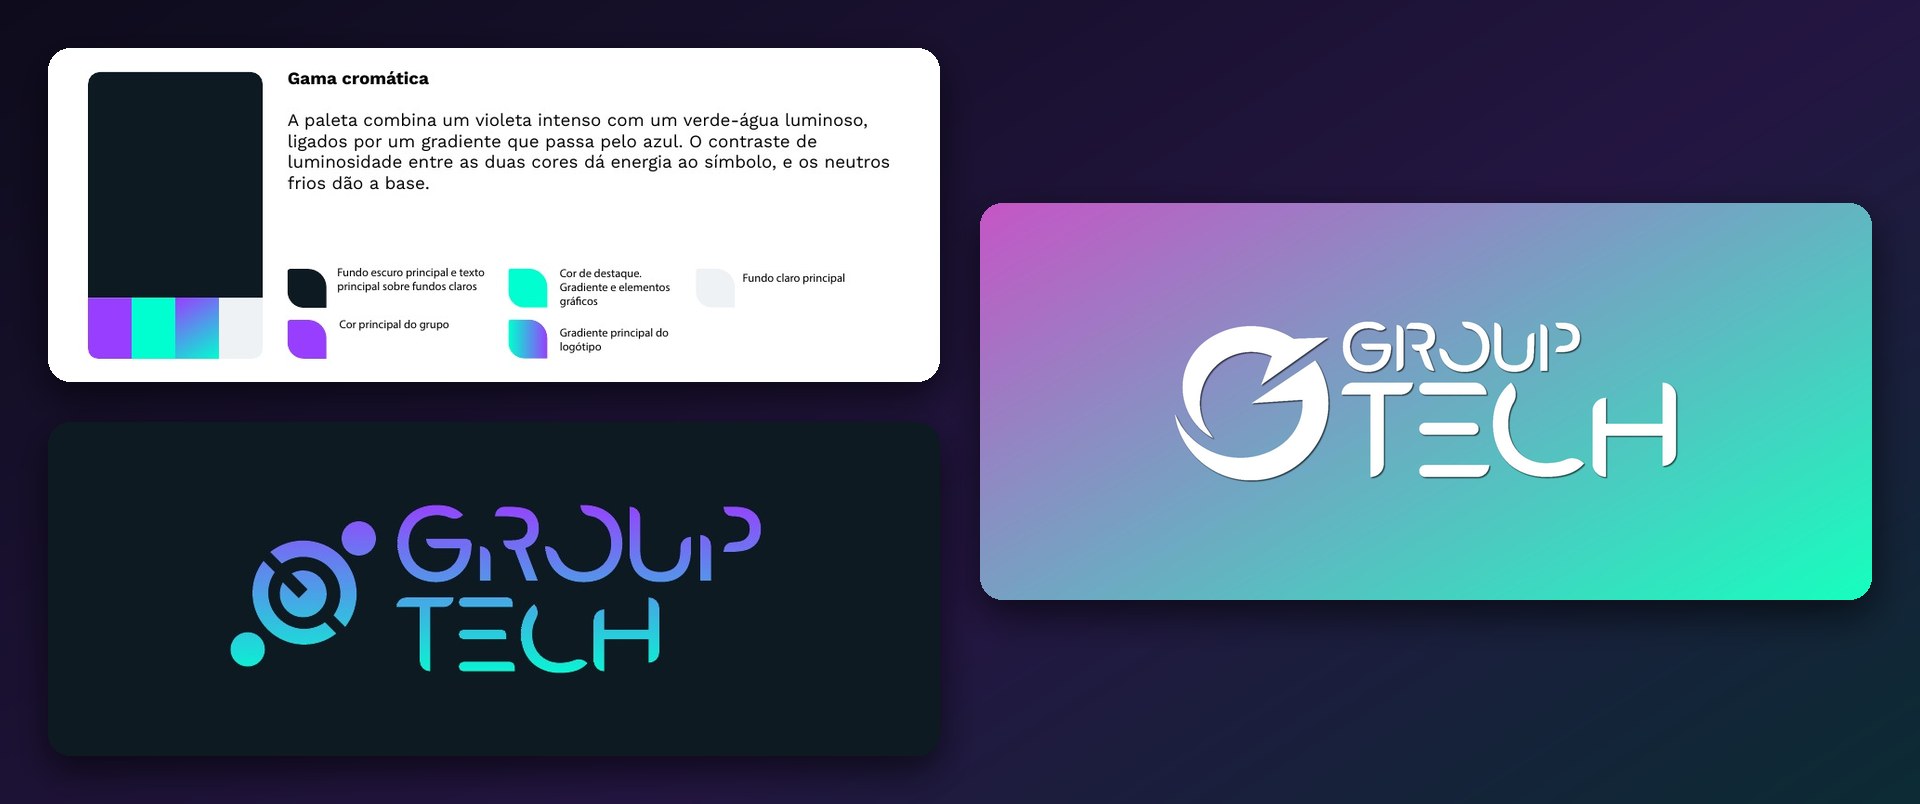 Gama cromática
A paleta combina um violeta intenso com um verde-água luminoso,
ligados por um gradiente que passa pelo azul. O contraste de
luminosidade entre as duas cores dá energia ao símbolo, e os neutros
frios dão a base.
Fundo escuro principal e texto
principal sobre fundos claros
Cor de destaque.
Gradiente e elementos
gráficos
Fundo claro principal
Cor principal do grupo
Gradiente principal do
logótipo
GROUP
TECH
GROUP
TECH